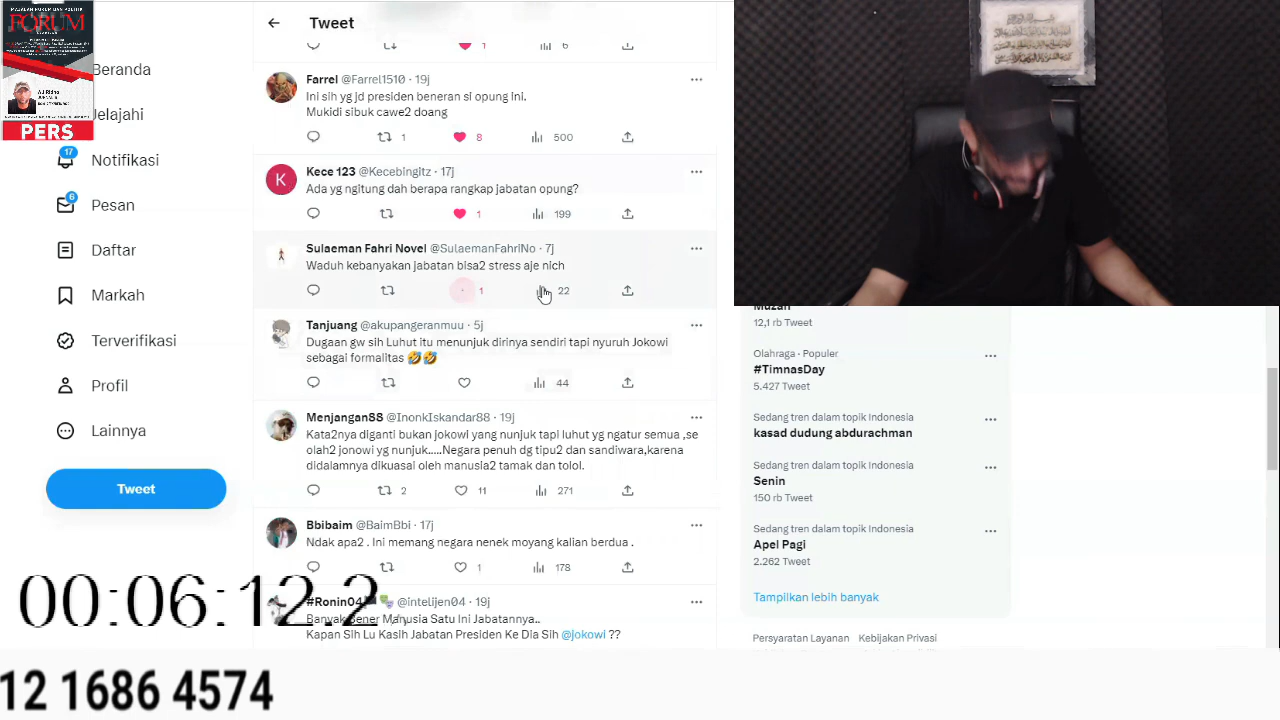 FORUM
PERS
Tweet
Beranda
Jelajahi
17
Notifikasi
6
Pesan
Daftar
Markah
Terverifikasi
Profil
Lainnya
Tweet
1
6
Farrel @Farrel1510 · 19j
Ini sih yg jd presiden beneran si opung ini.
Mukidi sibuk cawe2 doang
1 8 500
K
Kece 123 @Kecebingitz · 17j
Ada yg ngitung dah berapa rangkap jabatan opung?
1 199
Sulaeman Fahri Novel @SulaemanFahriNo · 7j
Waduh kebanyakan jabatan bisa2 stress aje nich
1 22
Tanjuang @akupangeranmuu · 5j
Dugaan gw sih Luhut itu menunjuk dirinya sendiri tapi nyuruh Jokowi
sebagai formalitas 🤣🤣
44
Menjangan88 @InonkIskandar88 · 19j
Kata2nya diganti bukan jokowi yang nunjuk tapi luhut yg ngatur semua ,se
olah2 jonowi yg nunjuk.....Negara penuh dg tipu2 dan sandiwara,karena
didalamnya dikuasai oleh manusia2 tamak dan tolol.
2 11 271
Bbibaim @BaimBbi · 17j
Ndak apa2 . Ini memang negara nenek moyang kalian berdua .
1 178
#Ronin04 @intelijen04 · 19j
Banyak Bener Manusia Satu Ini Jabatannya..
Kapan Sih Lu Kasih Jabatan Presiden Ke Dia Sih @jokowi ??
Muzan
12,1 rb Tweet
Olahraga · Populer
#TimnasDay
5.427 Tweet
Sedang tren dalam topik Indonesia
kasad dudung abdurachman
Sedang tren dalam topik Indonesia
Senin
150 rb Tweet
Sedang tren dalam topik Indonesia
Apel Pagi
2.262 Tweet
Tampilkan lebih banyak
Persyaratan Layanan Kebijakan Privasi
00:06:12.2
12 1686 4574